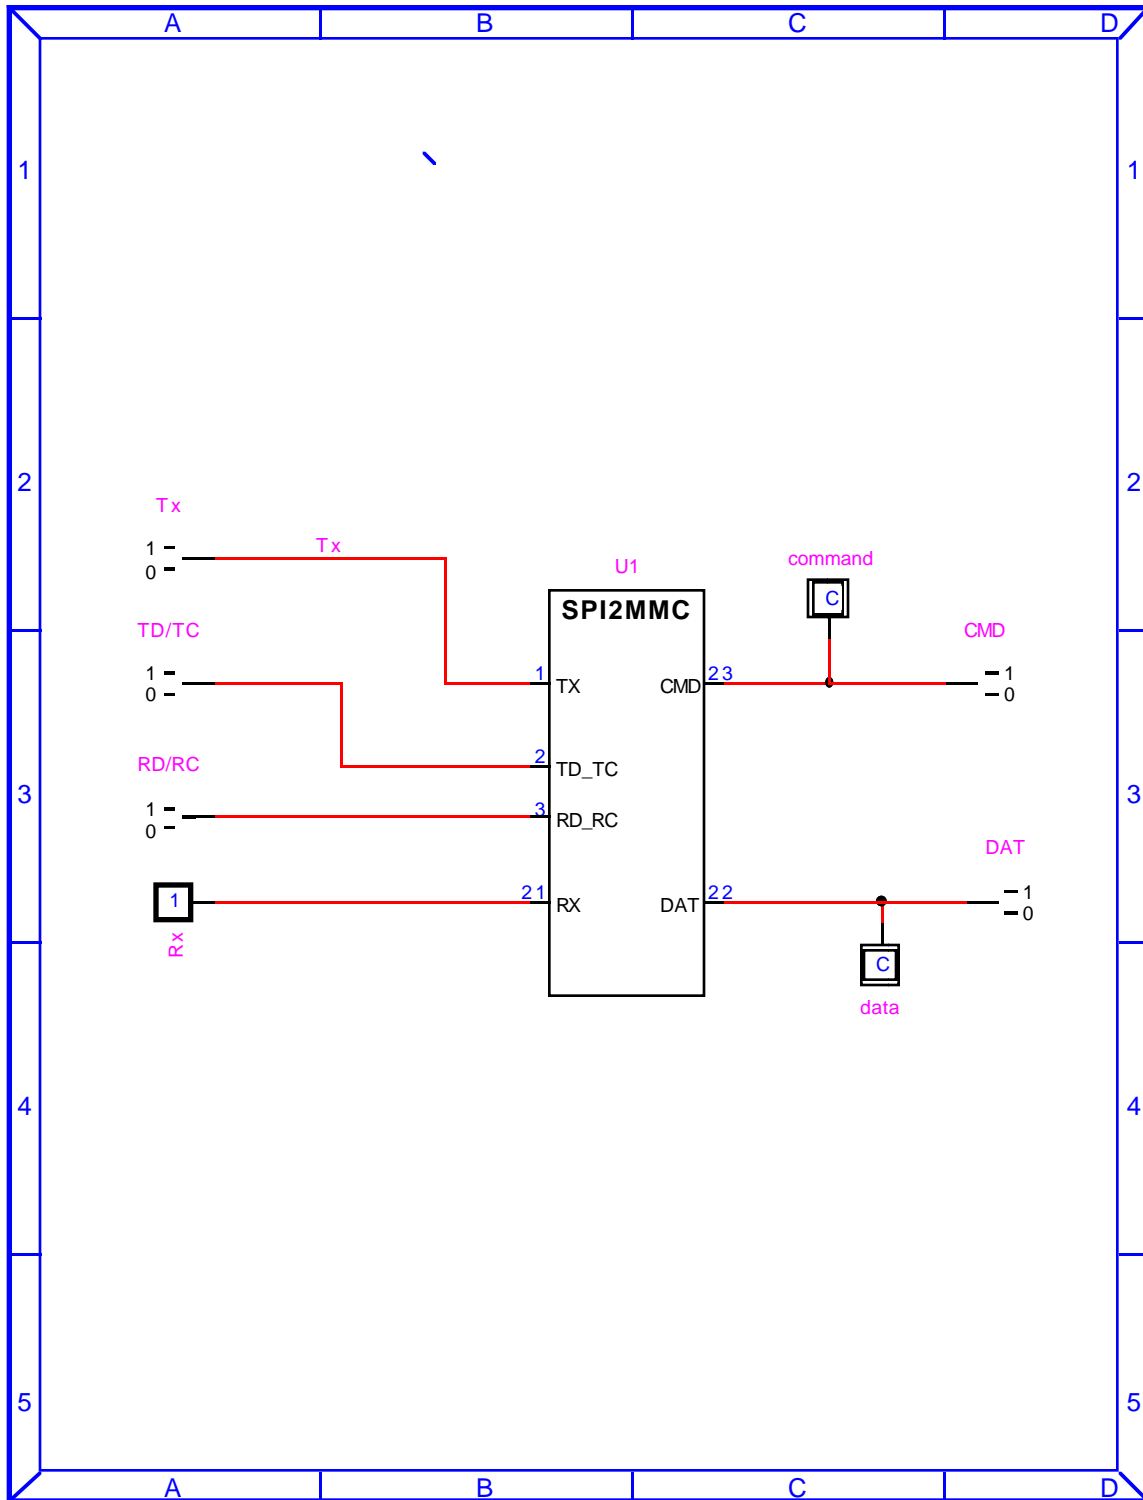 A B C D
1 1
2 2
Tx
1
0
Tx
U1
command
C
SPI2MMC
TD/TC
1
0
CMD
1
0
1 TX
CMD 23
2 TD_TC
RD/RC
1
0
3 RD_RC
3 3
DAT
1
0
1
Rx
21 RX
DAT 22
C
data
4 4
5 5
A B C D